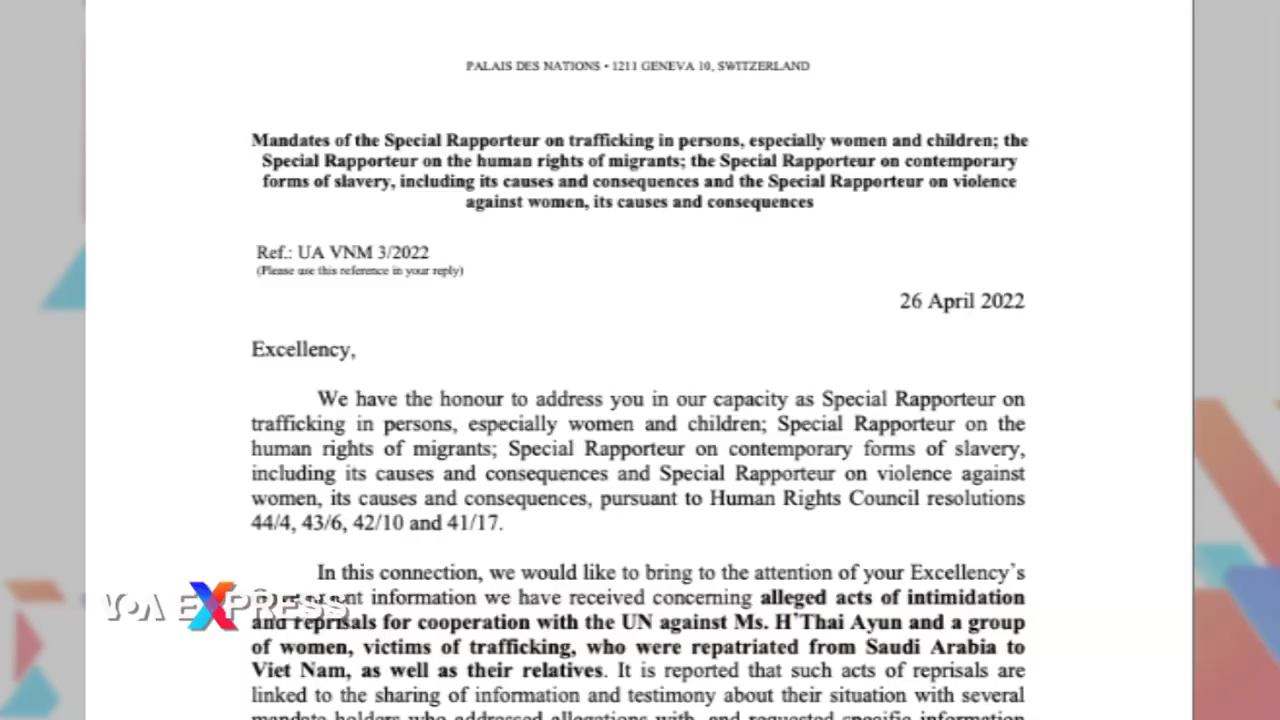 PALAIS DES NATIONS • 1211 GENEVA 10, SWITZERLAND
Mandates of the Special Rapporteur on trafficking in persons, especially women and children; the
Special Rapporteur on the human rights of migrants; the Special Rapporteur on contemporary
forms of slavery, including its causes and consequences and the Special Rapporteur on violence
against women, its causes and consequences
Ref.: UA VNM 3/2022
(Please use this reference in your reply)
26 April 2022
Excellency,
We have the honour to address you in our capacity as Special Rapporteur on
trafficking in persons, especially women and children; Special Rapporteur on the
human rights of migrants; Special Rapporteur on contemporary forms of slavery,
including its causes and consequences and Special Rapporteur on violence against
women, its causes and consequences, pursuant to Human Rights Council resolutions
44/4, 43/6, 42/10 and 41/17.
In this connection, we would like to bring to the attention of your Excellency's
information we have received concerning alleged acts of intimidation
VOA EXPRESS
and reprisals for cooperation with the UN against Ms. H'Thai Ayun and a group
of women, victims of trafficking, who were repatriated from Saudi Arabia to
Viet Nam, as well as their relatives. It is reported that such acts of reprisals are
linked to the sharing of information and testimony about their situation with several
mandate holders who addressed allegations with, and requested specific information